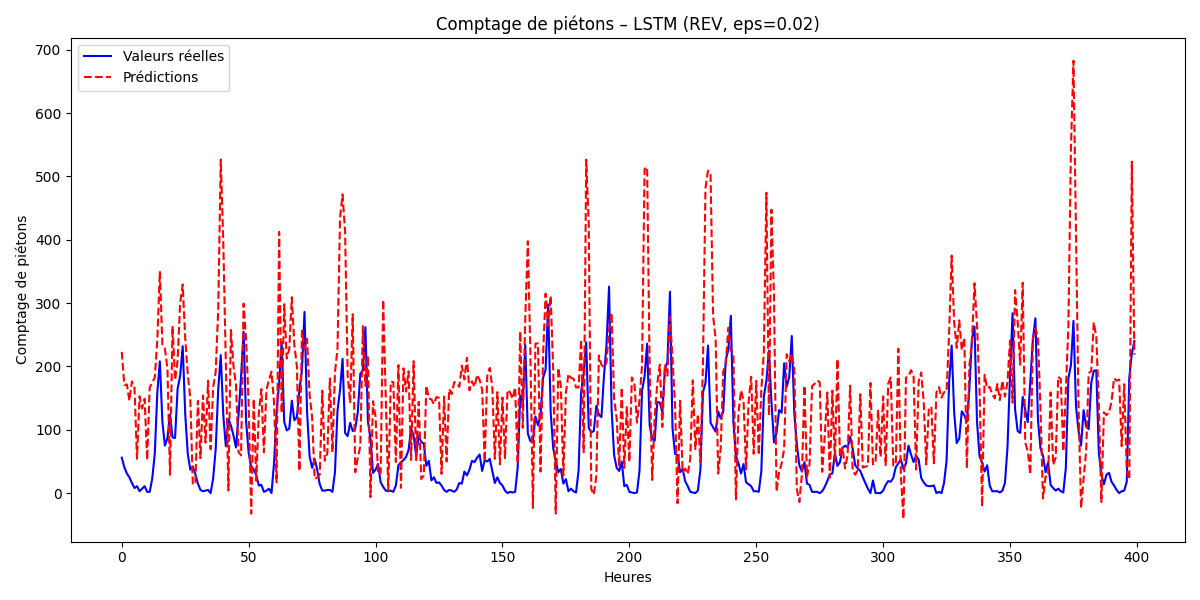 Comptage de piétons – LSTM (REV, eps=0.02)
Valeurs réelles
Prédictions
Comptage de piétons
700
600
500
400
300
200
100
0
0 50 100 150 200 250 300 350 400
Heures